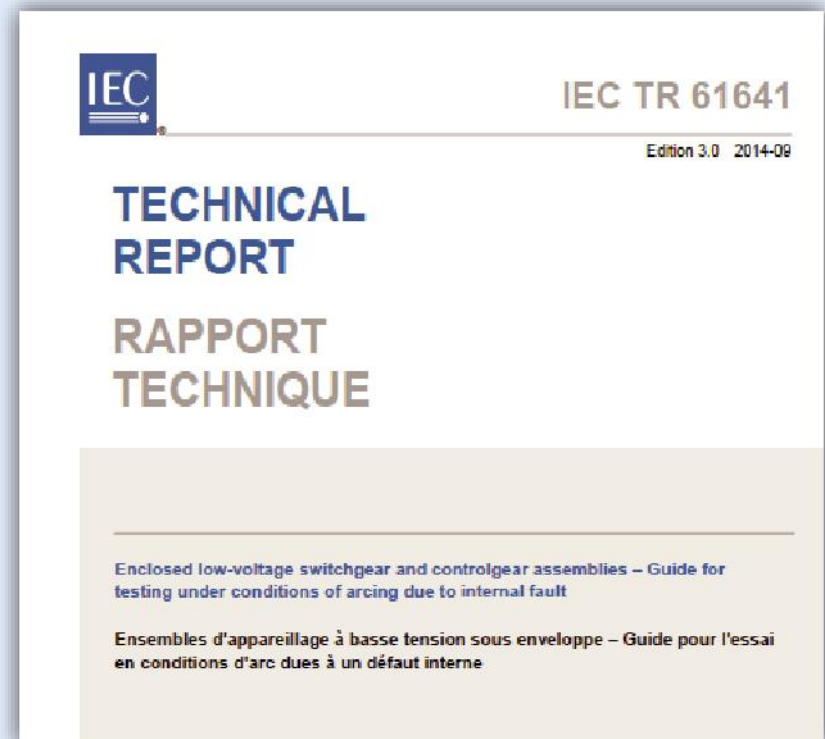 IEC
®
IEC TR 61641
Edition 3.0 2014-09
TECHNICAL
REPORT
RAPPORT
TECHNIQUE
Enclosed low-voltage switchgear and controlgear assemblies – Guide for
testing under conditions of arcing due to internal fault
Ensembles d'appareillage à basse tension sous enveloppe – Guide pour l'essai
en conditions d'arc dues à un défaut interne